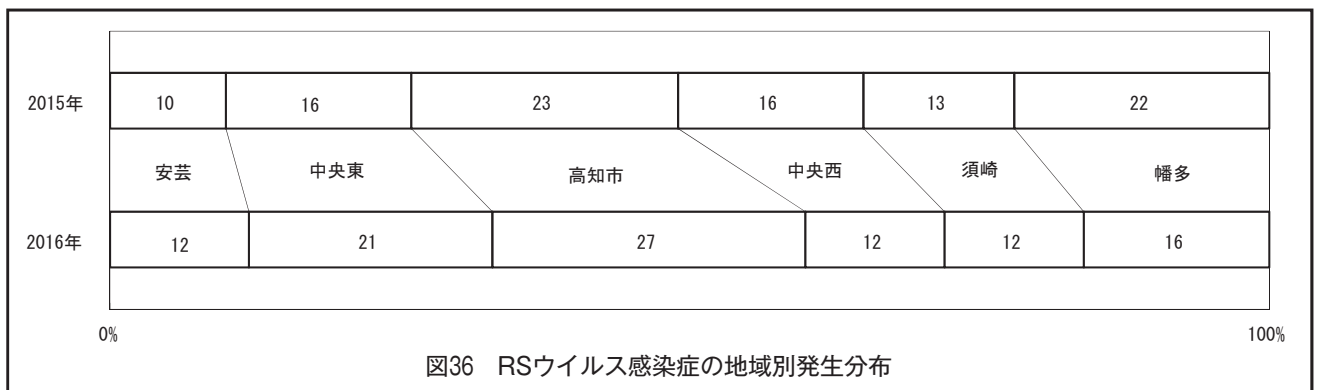 2015年 10 16 23 16 13 22
安芸 中央東 高知市 中央西 須崎 幡多
2016年 12 21 27 12 12 16
0% 100%
図36 RSウイルス感染症の地域別発生分布